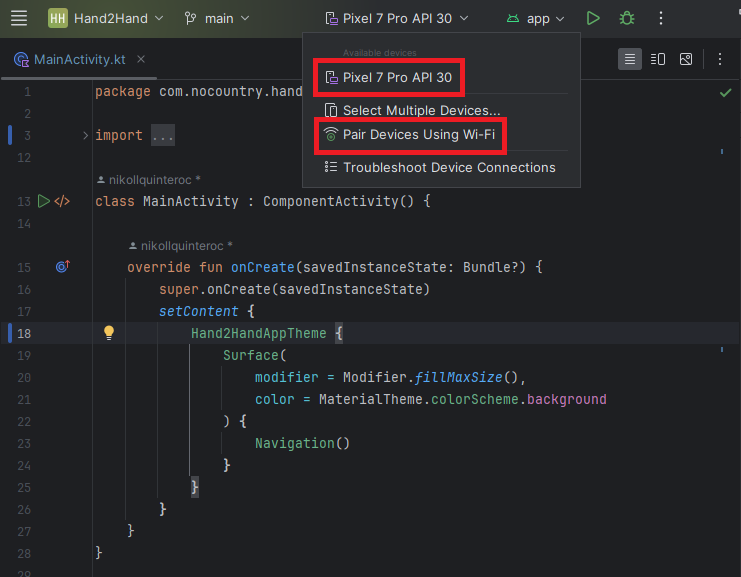 HH Hand2Hand main Pixel 7 Pro API 30 app
MainActivity.kt
Available devices
Pixel 7 Pro API 30
Select Multiple Devices...
Pair Devices Using Wi-Fi
Troubleshoot Device Connections
1 package com.nocountry.hand
2
3 import ...
12
nikollquinteroc *
13 class MainActivity : ComponentActivity() {
14
nikollquinteroc *
15 override fun onCreate(savedInstanceState: Bundle?) {
16 super.onCreate(savedInstanceState)
17 setContent {
18 Hand2HandAppTheme {
19 Surface(
20 modifier = Modifier.fillMaxSize(),
21 color = MaterialTheme.colorScheme.background
22 ) {
23 Navigation()
24 }
25 }
26 }
27 }
28 }
29